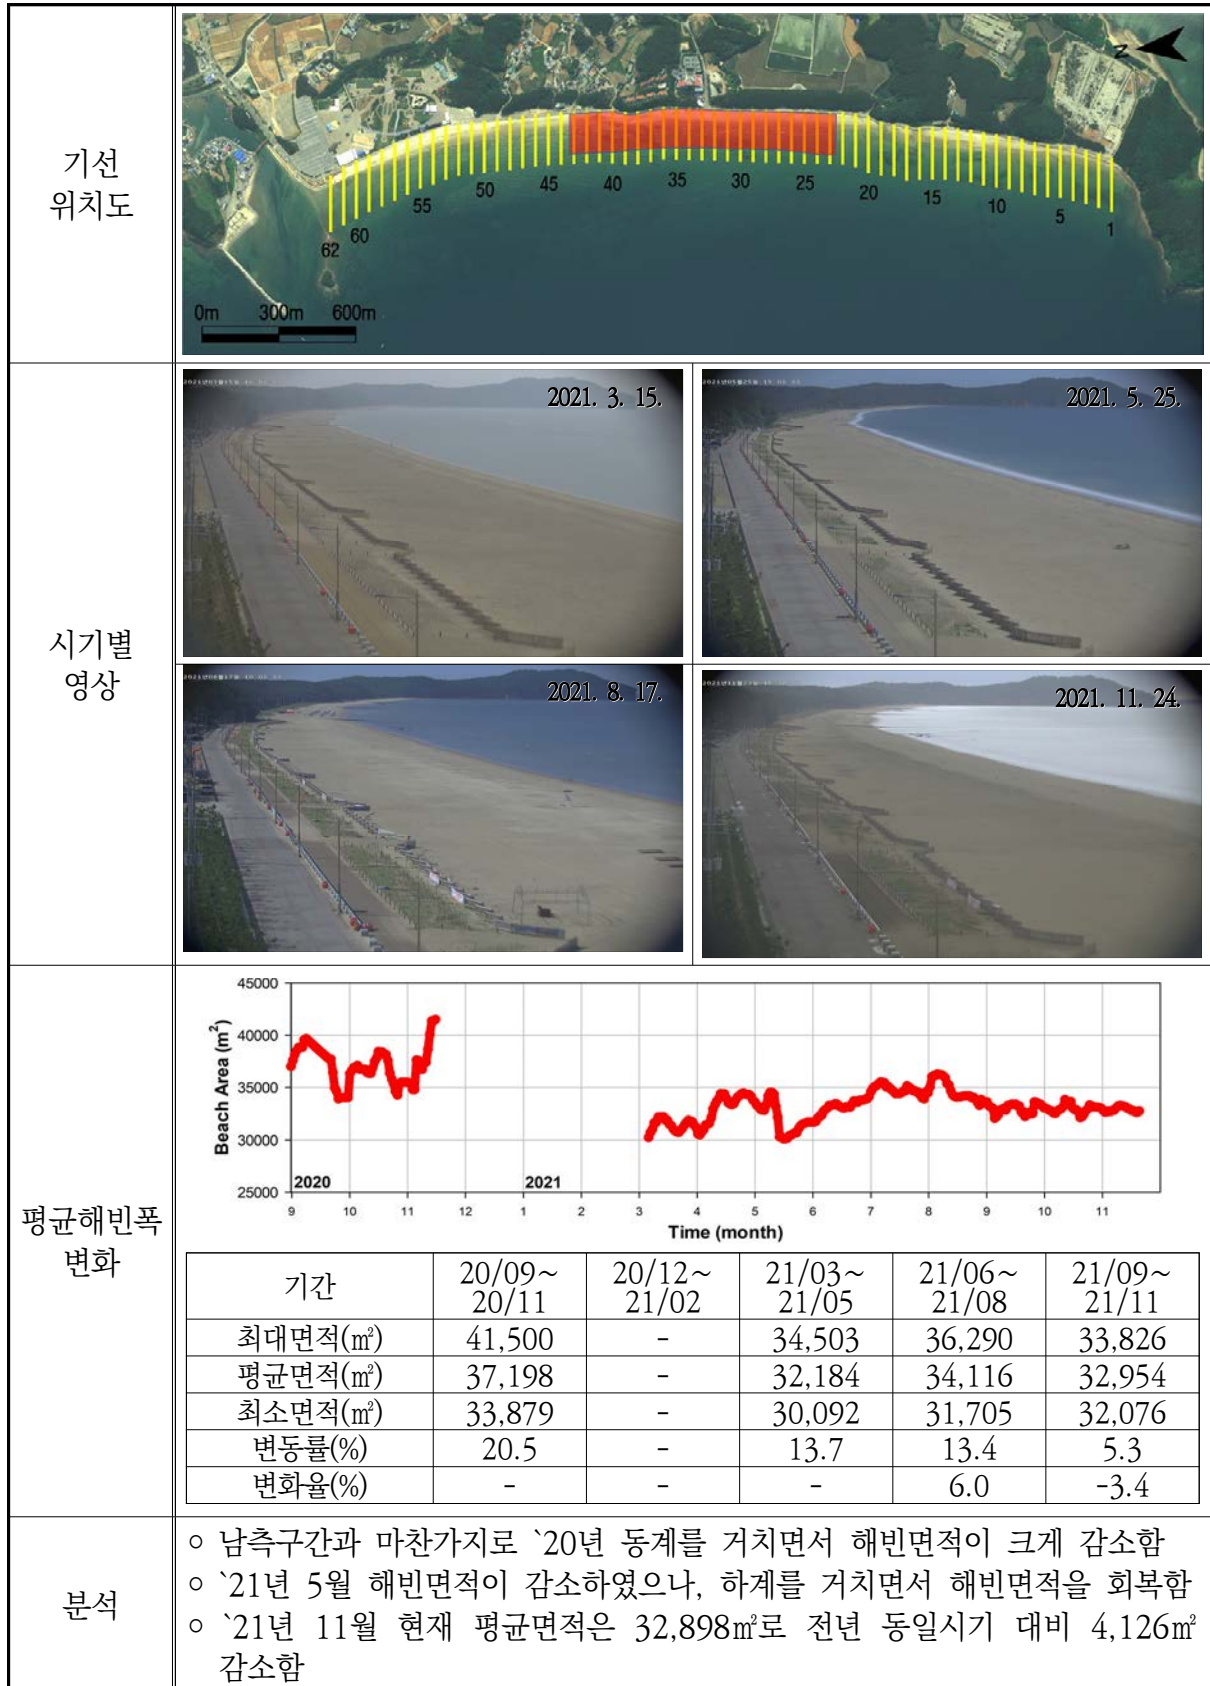 기선
위치도
N
62
60
55
50
45
40
35
30
25
20
15
10
5
1
0m 300m 600m
시기별
영상
2021. 3. 15.
2021. 5. 25.
2021. 8. 17.
2021. 11. 24.
평균해빈폭
변화
Beach Area (m²)
45000
40000
35000
30000
25000
2020 2021
9 10 11 12 1 2 3 4 5 6 7 8 9 10 11
Time (month)
기간 20/09~20/11 20/12~21/02 21/03~21/05 21/06~21/08 21/09~21/11
최대면적(㎡) 41,500 - 34,503 36,290 33,826
평균면적(㎡) 37,198 - 32,184 34,116 32,954
최소면적(㎡) 33,879 - 30,092 31,705 32,076
변동률(%) 20.5 - 13.7 13.4 5.3
변화율(%) - - - 6.0 -3.4
분석
○ 남측구간과 마찬가지로 `20년 동계를 거치면서 해빈면적이 크게 감소함
○ `21년 5월 해빈면적이 감소하였으나, 하계를 거치면서 해빈면적을 회복함
○ `21년 11월 현재 평균면적은 32,898㎡로 전년 동일시기 대비 4,126㎡
감소함